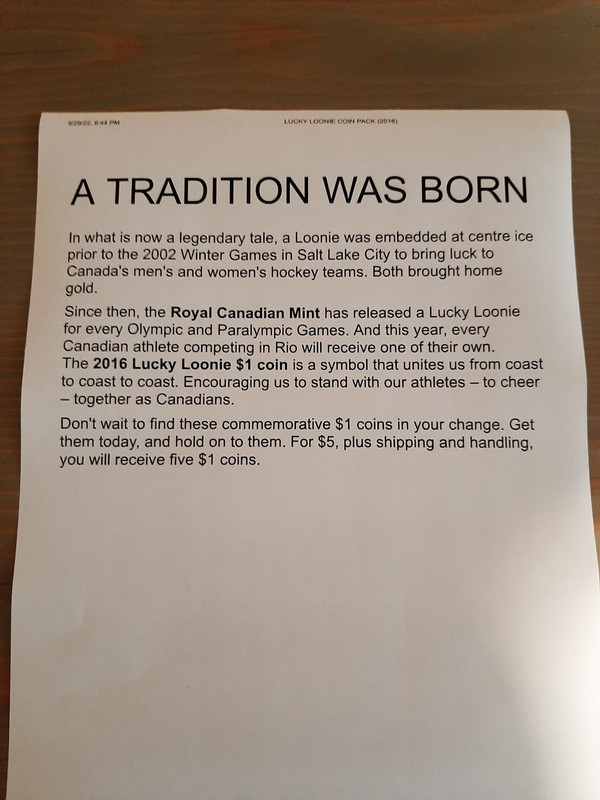 5/29/22, 6:44 PM LUCKY LOONIE COIN PACK (2016)
A TRADITION WAS BORN
In what is now a legendary tale, a Loonie was embedded at centre ice
prior to the 2002 Winter Games in Salt Lake City to bring luck to
Canada's men's and women's hockey teams. Both brought home
gold.
Since then, the Royal Canadian Mint has released a Lucky Loonie
for every Olympic and Paralympic Games. And this year, every
Canadian athlete competing in Rio will receive one of their own.
The 2016 Lucky Loonie $1 coin is a symbol that unites us from coast
to coast to coast. Encouraging us to stand with our athletes – to cheer
– together as Canadians.
Don't wait to find these commemorative $1 coins in your change. Get
them today, and hold on to them. For $5, plus shipping and handling,
you will receive five $1 coins.